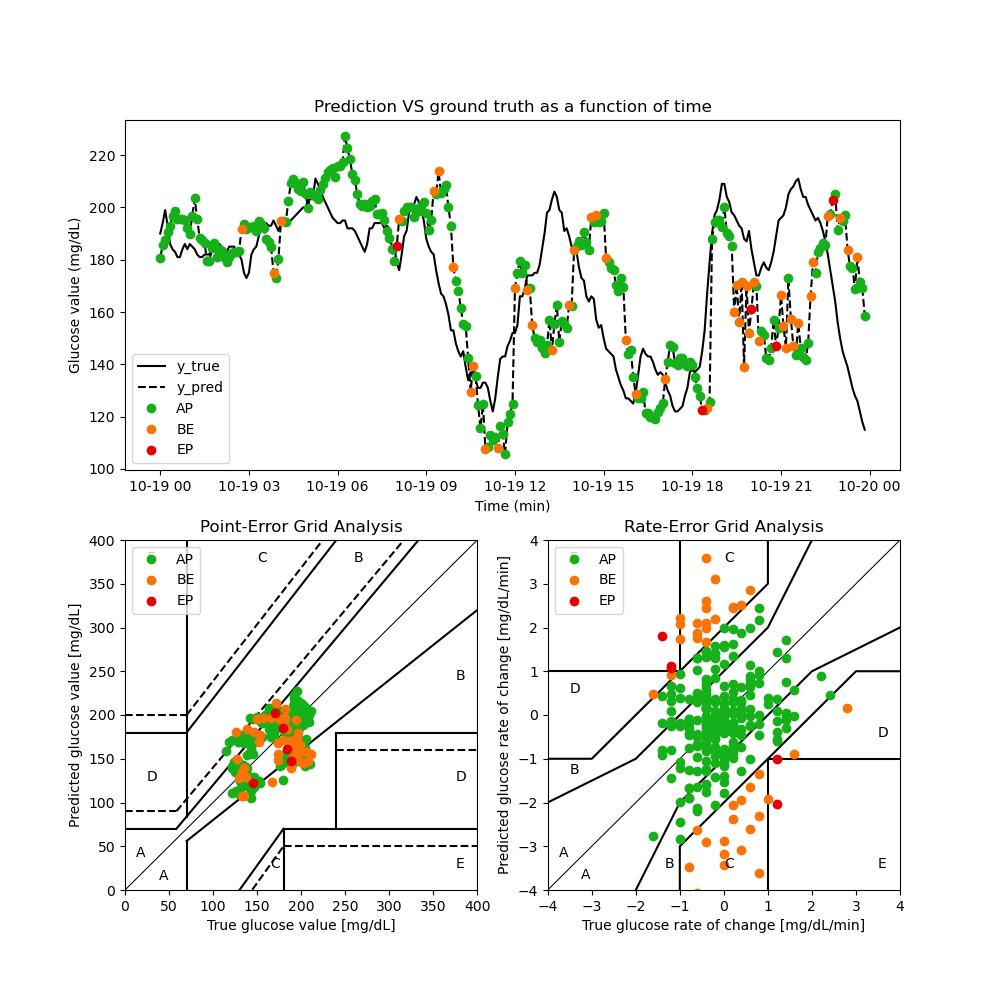 Prediction VS ground truth as a function of time
Glucose value (mg/dL)
220
200
180
160
140
120
100
y_true
y_pred
AP
BE
EP
10-19 00 10-19 03 10-19 06 10-19 09 10-19 12 10-19 15 10-19 18 10-19 21 10-20 00
Time (min)
Point-Error Grid Analysis
Predicted glucose value [mg/dL]
400
350
300
250
200
150
100
50
0
AP
BE
EP
C B
B
D D
A
A C E
0 50 100 150 200 250 300 350 400
True glucose value [mg/dL]
Rate-Error Grid Analysis
Predicted glucose rate of change [mg/dL/min]
4
3
2
1
0
−1
−2
−3
−4
AP
BE
EP
C
D
D
B
A
A B C E
−4 −3 −2 −1 0 1 2 3 4
True glucose rate of change [mg/dL/min]